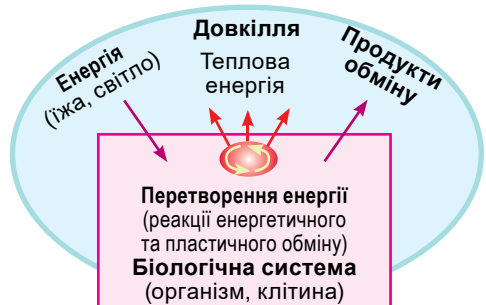 Довкілля
Енергія
(їжа, світло)
Теплова
енергія
Продукти
обміну
Перетворення енергії
(реакції енергетичного
та пластичного обміну)
Біологічна система
(організм, клітина)